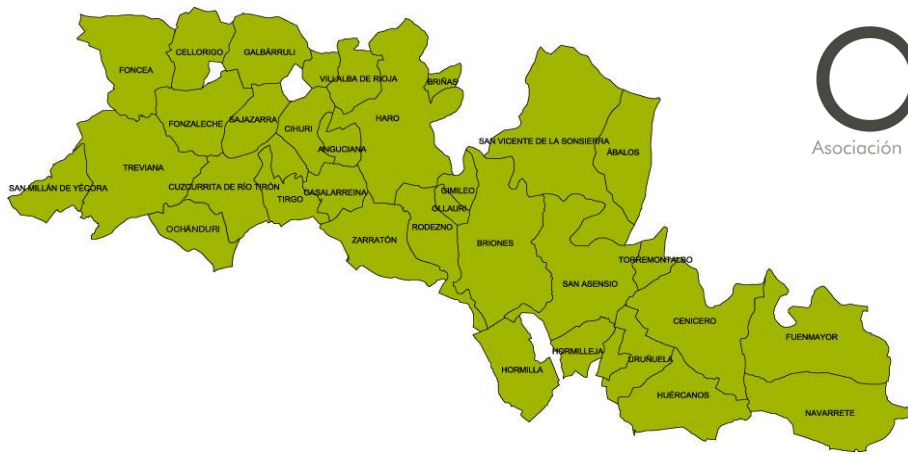 CELLORIGO
GALBÁRRULI
FONCEA
VILLALBA DE RIOJA
BRIÑAS
FONZALECHE
SAJAZARRA
HARO
CIHURI
SAN VICENTE DE LA SONSIERRA
ANGUCIANA
ÁBALOS
Asociación
TREVIANA
SAN MILLÁN DE YÉCORA
CUZCURRITA DE RÍO TIRÓN
TIRGO
CASALARREINA
GIMILEO
OLLAURI
OCHÁNDURI
RODEZNO
ZARRATÓN
BRIONES
TORREMONTALBO
SAN ASENSIO
CENICERO
FUENMAYOR
HORMILLEJA
URUÑUELA
HORMILLA
HUÉRCANOS
NAVARRETE